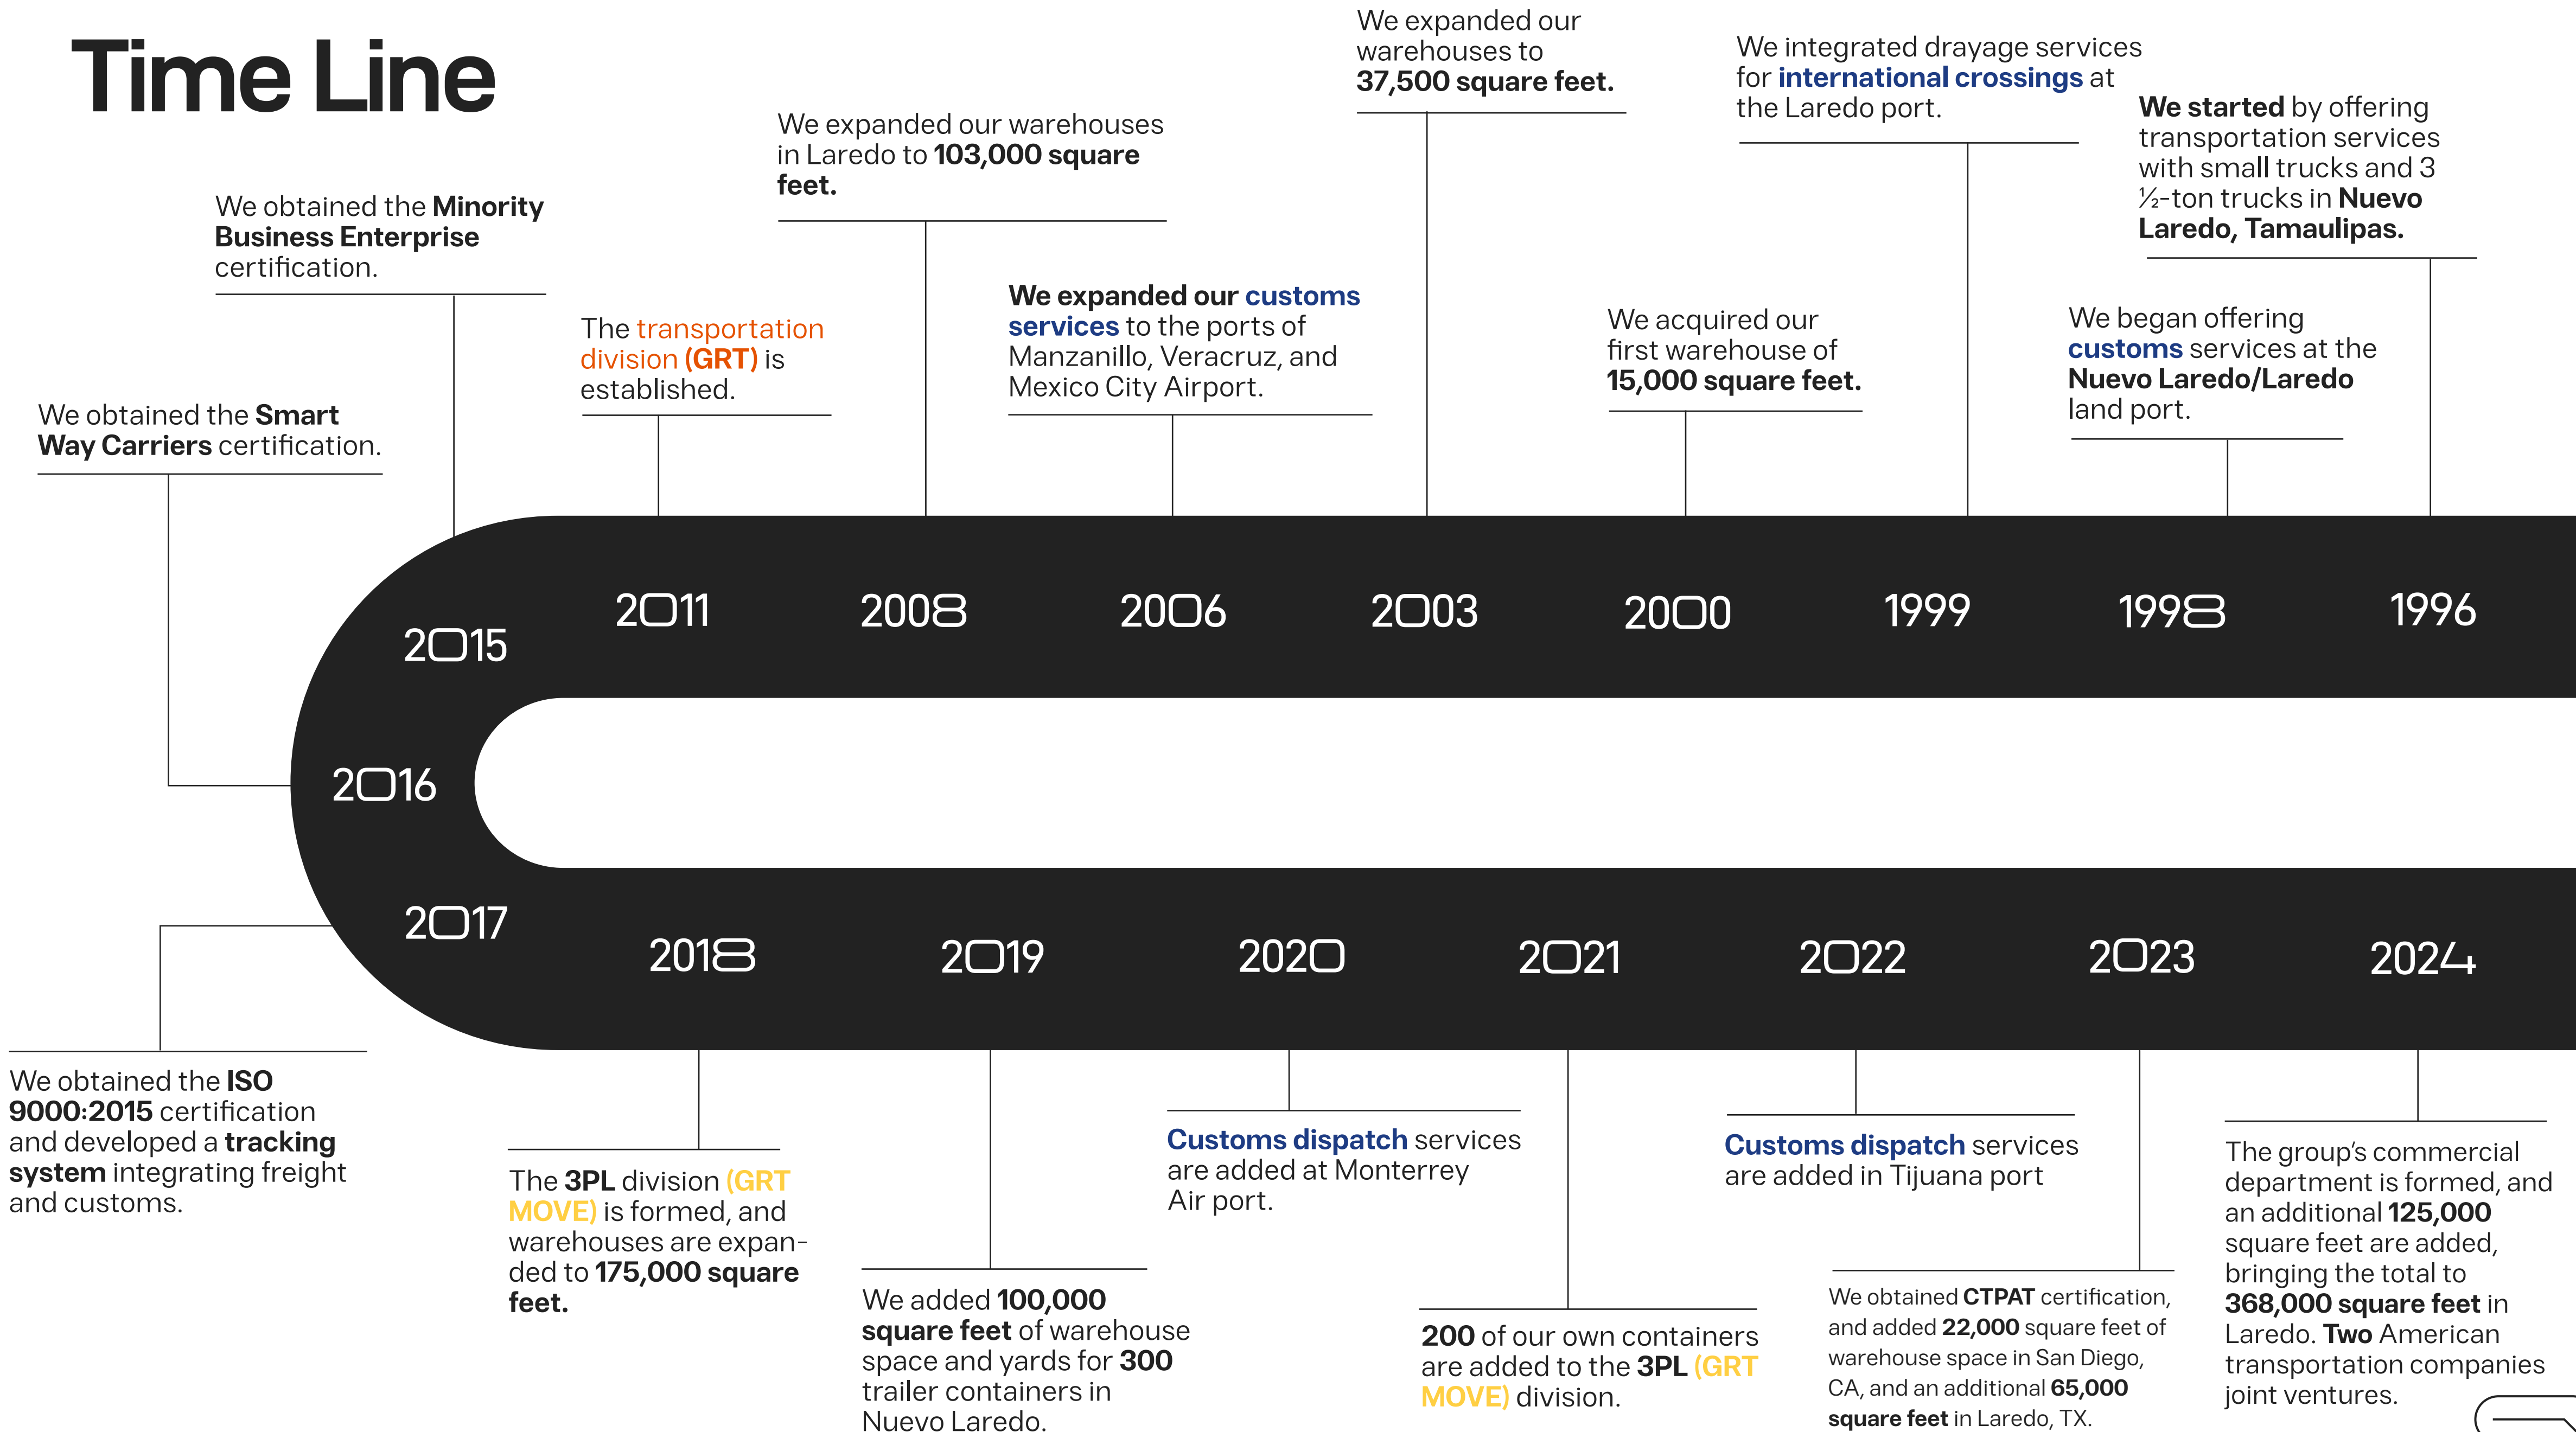 Time Line
We expanded our
warehouses to
37,500 square feet.
We integrated drayage services
for international crossings at
the Laredo port.
We started by offering
transportation services
with small trucks and 3
½-ton trucks in Nuevo
Laredo, Tamaulipas.
We expanded our warehouses
in Laredo to 103,000 square
feet.
We obtained the Minority
Business Enterprise
certification.
The transportation
division (GRT) is
established.
We expanded our customs
services to the ports of
Manzanillo, Veracruz, and
Mexico City Airport.
We acquired our
first warehouse of
15,000 square feet.
We began offering
customs services at the
Nuevo Laredo/Laredo
land port.
We obtained the Smart
Way Carriers certification.
2015
2011
2008
2006
2003
2000
1999
1998
1996
2016
2017
2018
2019
2020
2021
2022
2023
2024
We obtained the ISO
9000:2015 certification
and developed a tracking
system integrating freight
and customs.
The 3PL division (GRT
MOVE) is formed, and
warehouses are expan-
ded to 175,000 square
feet.
We added 100,000
square feet of warehouse
space and yards for 300
trailer containers in
Nuevo Laredo.
Customs dispatch services
are added at Monterrey
Air port.
200 of our own containers
are added to the 3PL (GRT
MOVE) division.
Customs dispatch services
are added in Tijuana port
We obtained CTPAT certification,
and added 22,000 square feet of
warehouse space in San Diego,
CA, and an additional 65,000
square feet in Laredo, TX.
The group's commercial
department is formed, and
an additional 125,000
square feet are added,
bringing the total to
368,000 square feet in
Laredo. Two American
transportation companies
joint ventures.